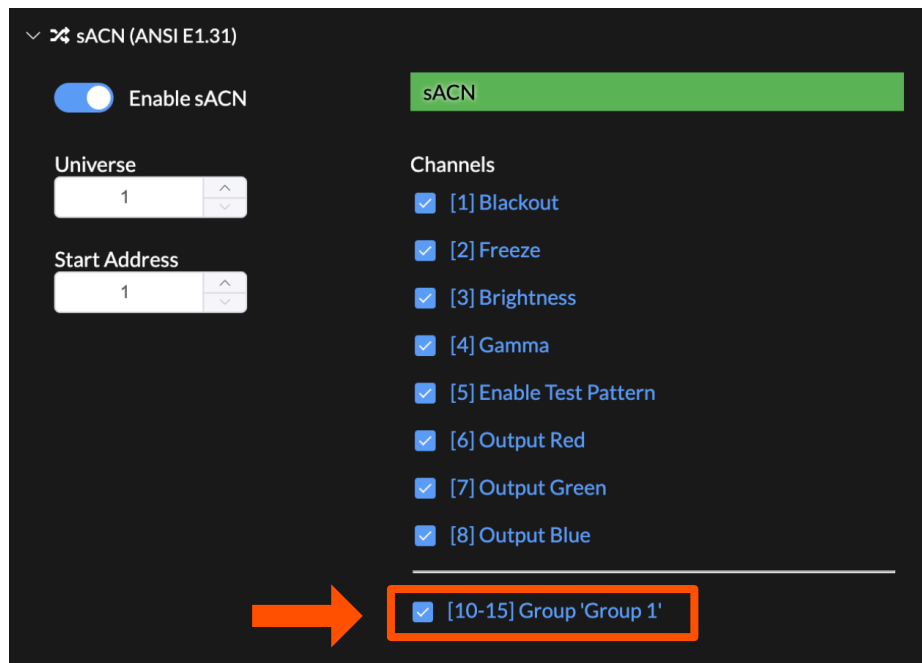 sACN (ANSI E1.31)
Enable sACN
sACN
Universe
1
Start Address
1
Channels
[1] Blackout
[2] Freeze
[3] Brightness
[4] Gamma
[5] Enable Test Pattern
[6] Output Red
[7] Output Green
[8] Output Blue
[10-15] Group 'Group 1'